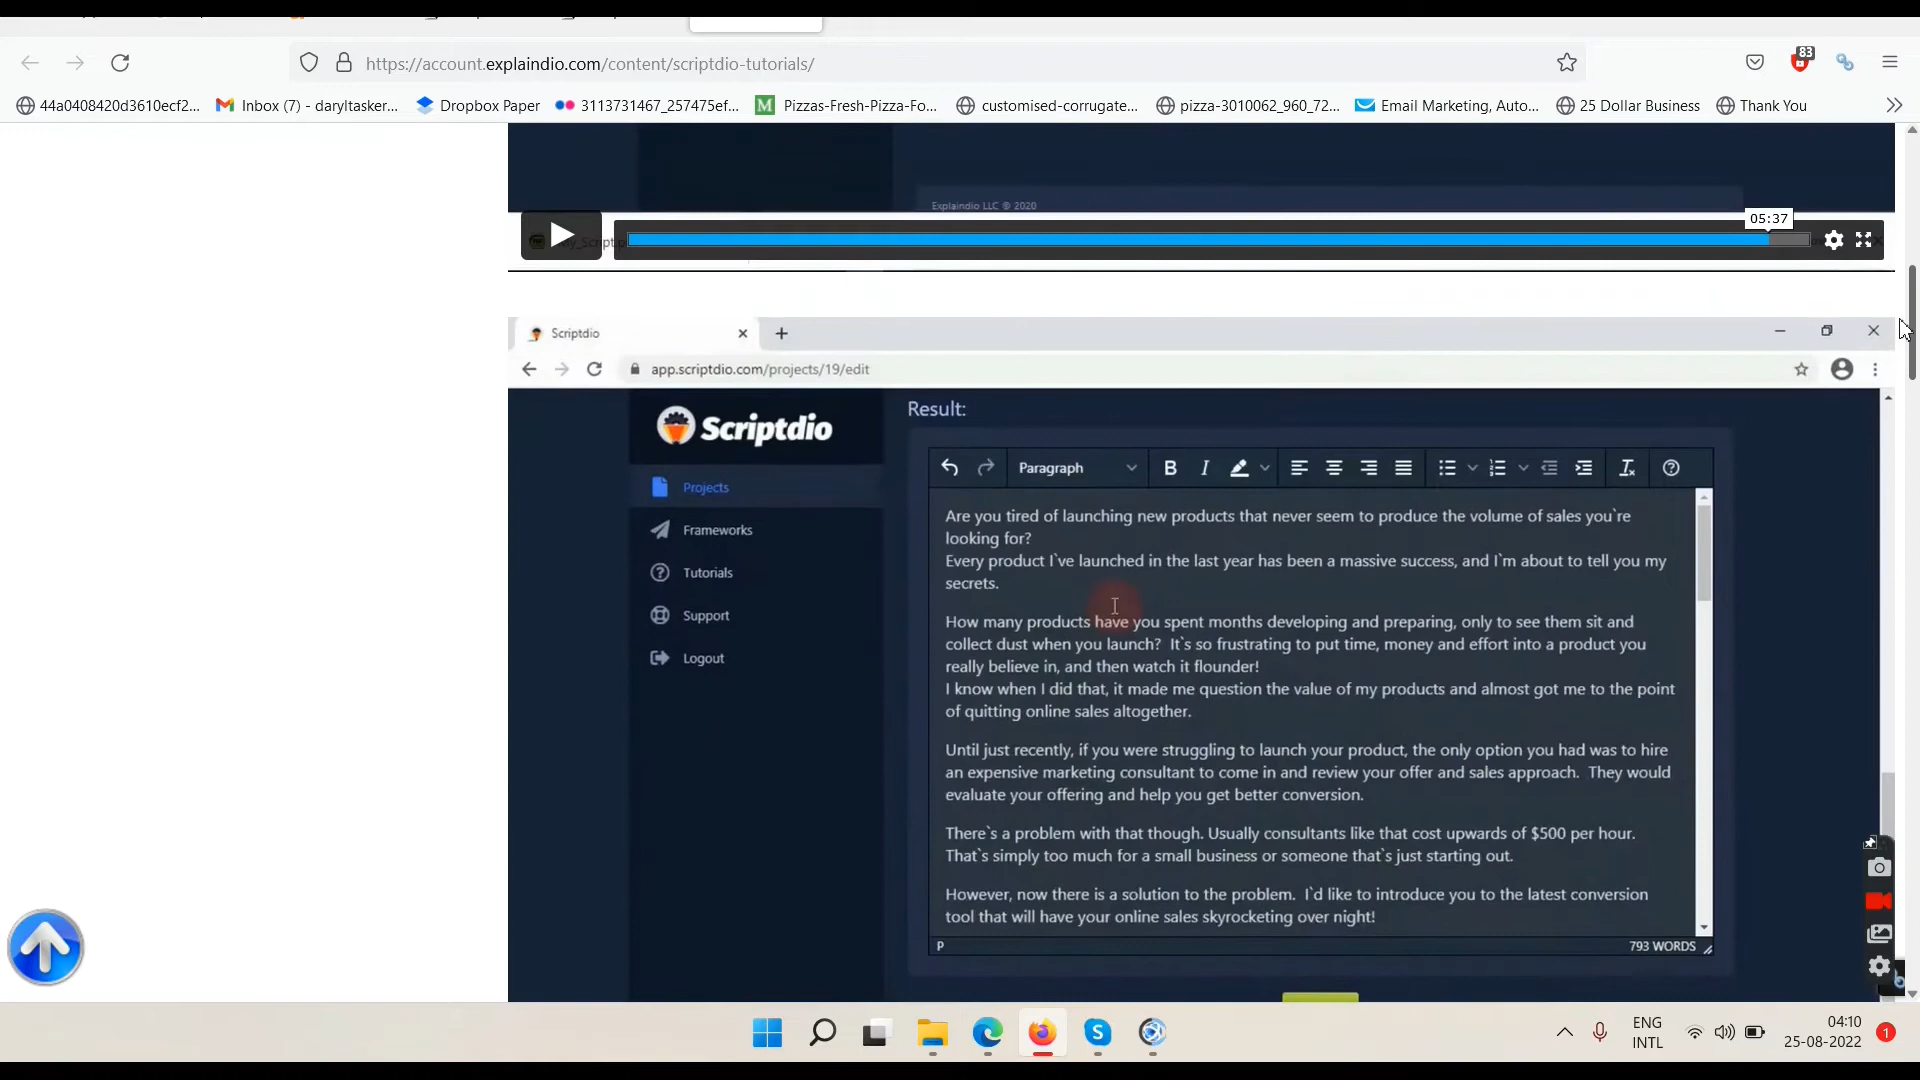 https://account.explaindio.com/content/scriptdio-tutorials/
83
44a0408420d3610ecf2...
Inbox (7) - daryltasker...
Dropbox Paper
3113731467_257475ef...
M
Pizzas-Fresh-Pizza-Fo...
customised-corrugate...
pizza-3010062_960_72...
Email Marketing, Auto...
25 Dollar Business
Thank You
Explaindio LLC © 2020
05:37
Scriptdio
app.scriptdio.com/projects/19/edit
Scriptdio
Projects
Frameworks
Tutorials
Support
Logout
Result:
Paragraph
B
I
Are you tired of launching new products that never seem to produce the volume of sales you`re
looking for?
Every product I`ve launched in the last year has been a massive success, and I`m about to tell you my
secrets.
How many products have you spent months developing and preparing, only to see them sit and
collect dust when you launch?  It`s so frustrating to put time, money and effort into a product you
really believe in, and then watch it flounder!
I know when I did that, it made me question the value of my products and almost got me to the point
of quitting online sales altogether.
Until just recently, if you were struggling to launch your product, the only option you had was to hire
an expensive marketing consultant to come in and review your offer and sales approach.  They would
evaluate your offering and help you get better conversion.
There`s a problem with that though. Usually consultants like that cost upwards of $500 per hour.
That`s simply too much for a small business or someone that`s just starting out.
However, now there is a solution to the problem.  I`d like to introduce you to the latest conversion
tool that will have your online sales skyrocketing over night!
P
793 WORDS
ENG
INTL
04:10
25-08-2022
1